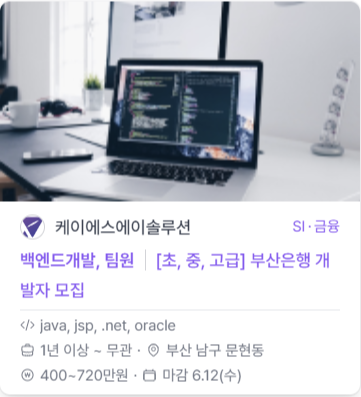 케이에스에이솔루션 SI · 금융
백엔드개발, 팀원 | [초, 중, 고급] 부산은행 개
발자 모집
</> java, jsp, .net, oracle
1년 이상 ~ 무관 · 부산 남구 문현동
400~720만원 · 마감 6.12(수)